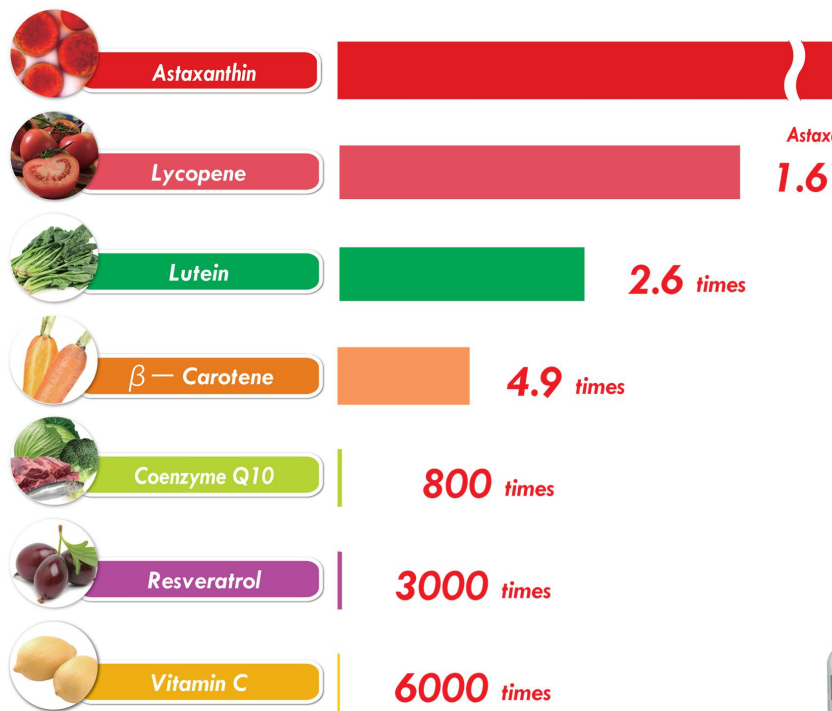 Astaxanthin
Lycopene
1.6
Lutein
2.6 times
β — Carotene
4.9 times
Coenzyme Q10
800 times
Resveratrol
3000 times
Vitamin C
6000 times